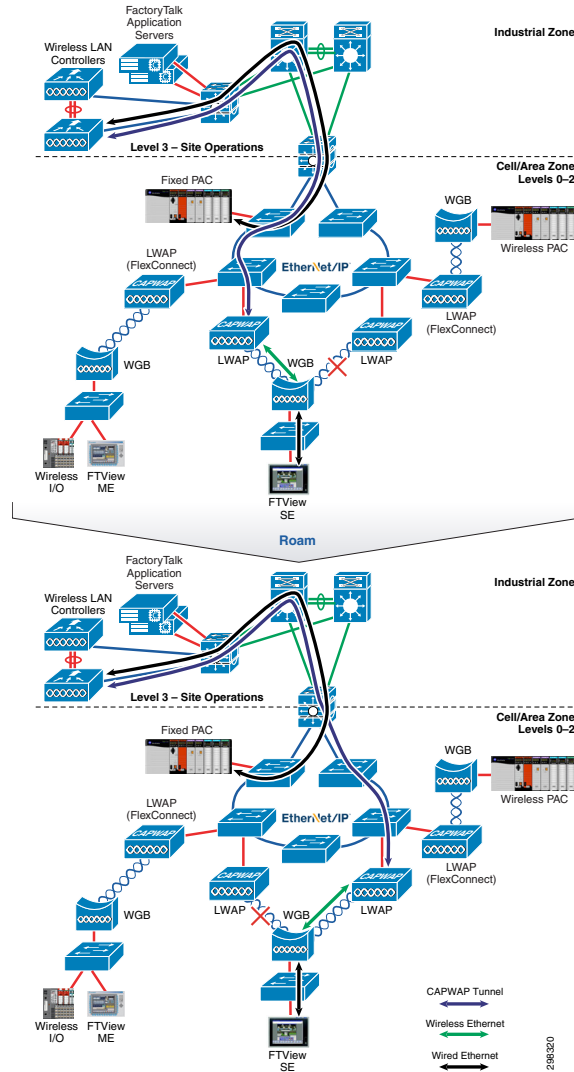 FactoryTalk
Application
Servers
Industrial Zone
Wireless LAN
Controllers
Level 3 – Site Operations
Cell/Area Zone
Levels 0–2
Fixed PAC
WGB
Wireless PAC
LWAP
(FlexConnect)
EtherNet/IP
CAPWAP
CAPWAP
LWAP
(FlexConnect)
CAPWAP
CAPWAP
LWAP
WGB
LWAP
WGB
Wireless
I/O
FTView
ME
FTView
SE
Roam
FactoryTalk
Application
Servers
Industrial Zone
Wireless LAN
Controllers
Level 3 – Site Operations
Cell/Area Zone
Levels 0–2
Fixed PAC
WGB
Wireless PAC
LWAP
(FlexConnect)
EtherNet/IP
CAPWAP
CAPWAP
LWAP
(FlexConnect)
CAPWAP
CAPWAP
LWAP
WGB
LWAP
WGB
Wireless
I/O
FTView
ME
FTView
SE
CAPWAP Tunnel
Wireless Ethernet
Wired Ethernet
298320